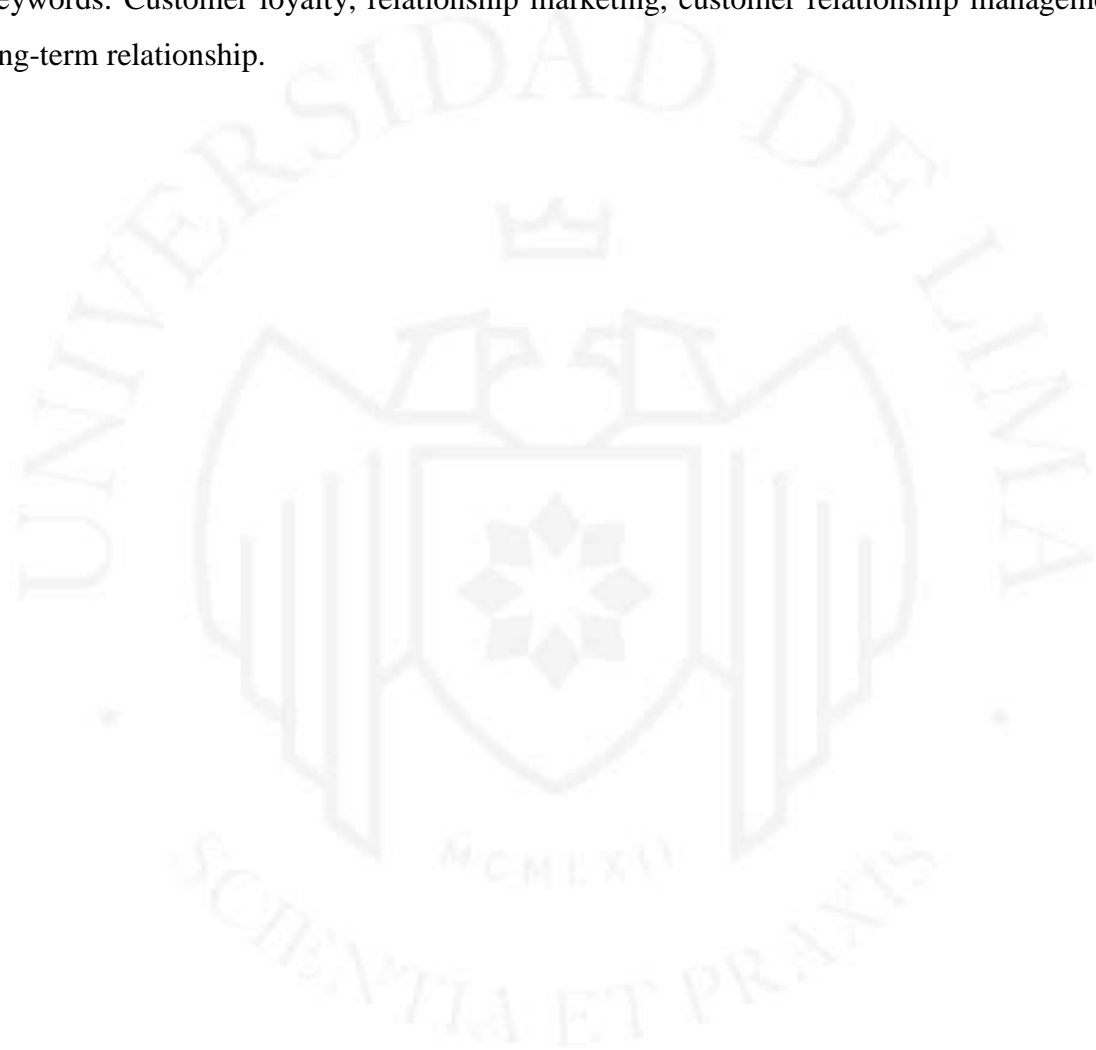 eywords: Customer loyalty, relationship marketing, customer relationship manageme
ng-term relationship.
UNIVERSIDAD DE LIMA
MCMLXII
SCIENTIA ET PRAXIS